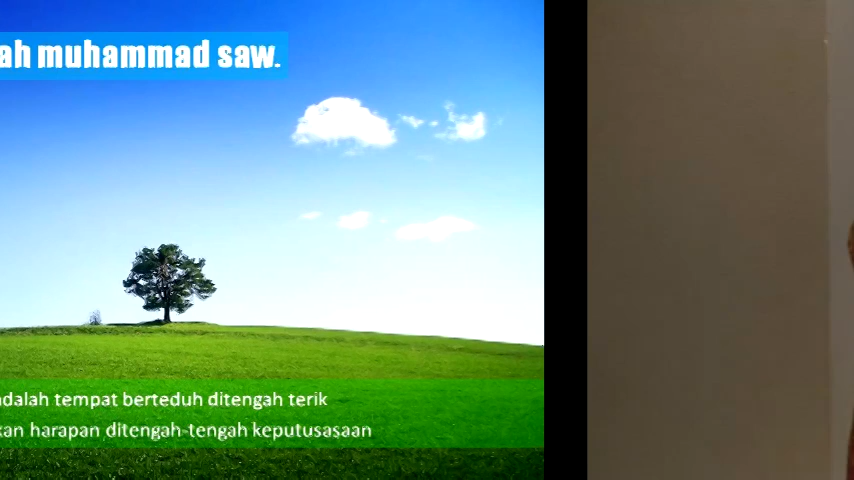 ah muhammad saw.
adalah tempat berteduh ditengah terik
kan harapan ditengah-tengah keputusasaan